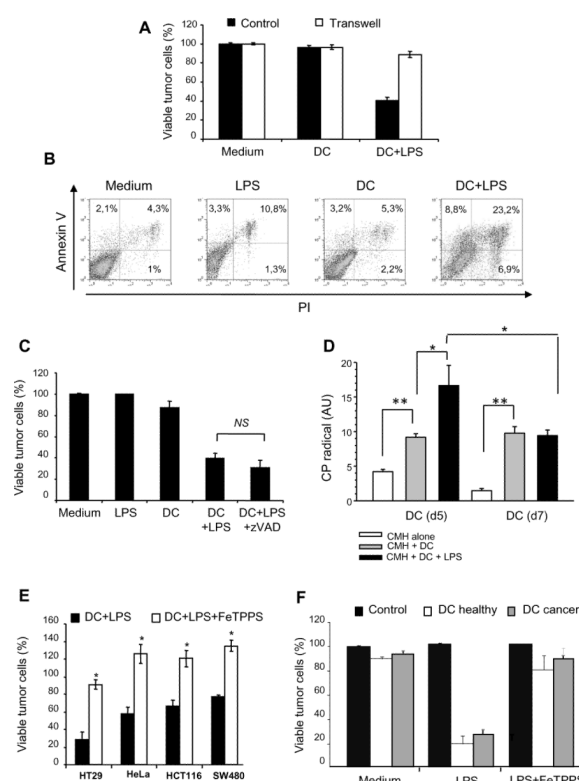 A
Control Transwell
Viable tumor cells (%)
120
100
80
60
40
20
0
Medium DC DC+LPS
B
Medium LPS DC DC+LPS
Annexin V
2,1% 4,3% 3,3% 10,8% 3,2% 5,3% 8,8% 23,2%
1% 1,3% 2,2% 6,9%
PI
C
Viable tumor cells (%)
120
100
80
60
40
20
0
NS
Medium LPS DC DC DC+LPS
+LPS +zVAD
D
CP radical (AU)
20
15
10
5
0
** * ** *
DC (d5) DC (d7)
CMH alone
CMH + DC
CMH + DC + LPS
E
DC+LPS DC+LPS+FeTPPS
Viable tumor cells (%)
160
140
120
100
80
60
40
20
0
* * * *
HT29 HeLa HCT116 SW480
F
Control DC healthy DC cancer
Viable tumor cells (%)
120
100
80
60
40
20
Medium LPS LPS+FeTPPS